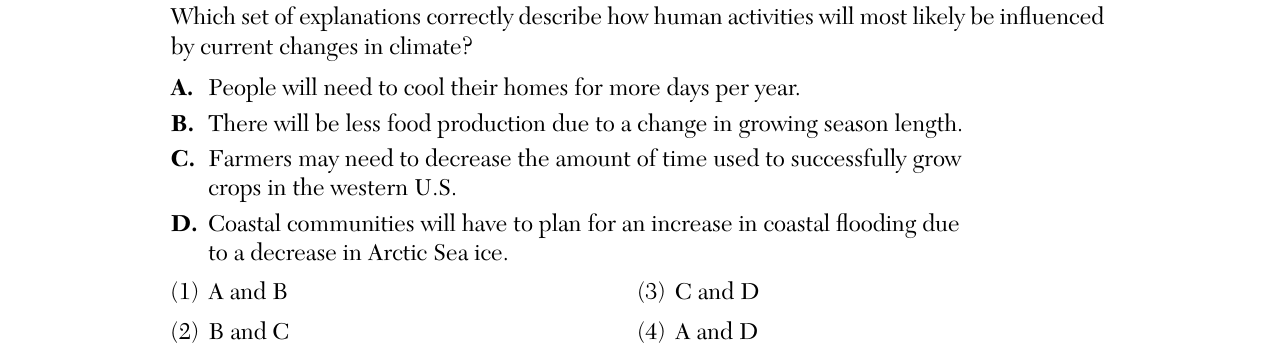 Which set of explanations correctly describe how human activities will most likely be influenced
by current changes in climate?
A. People will need to cool their homes for more days per year.
B. There will be less food production due to a change in growing season length.
C. Farmers may need to decrease the amount of time used to successfully grow
crops in the western U.S.
D. Coastal communities will have to plan for an increase in coastal flooding due
to a decrease in Arctic Sea ice.
(1) A and B (3) C and D
(2) B and C (4) A and D